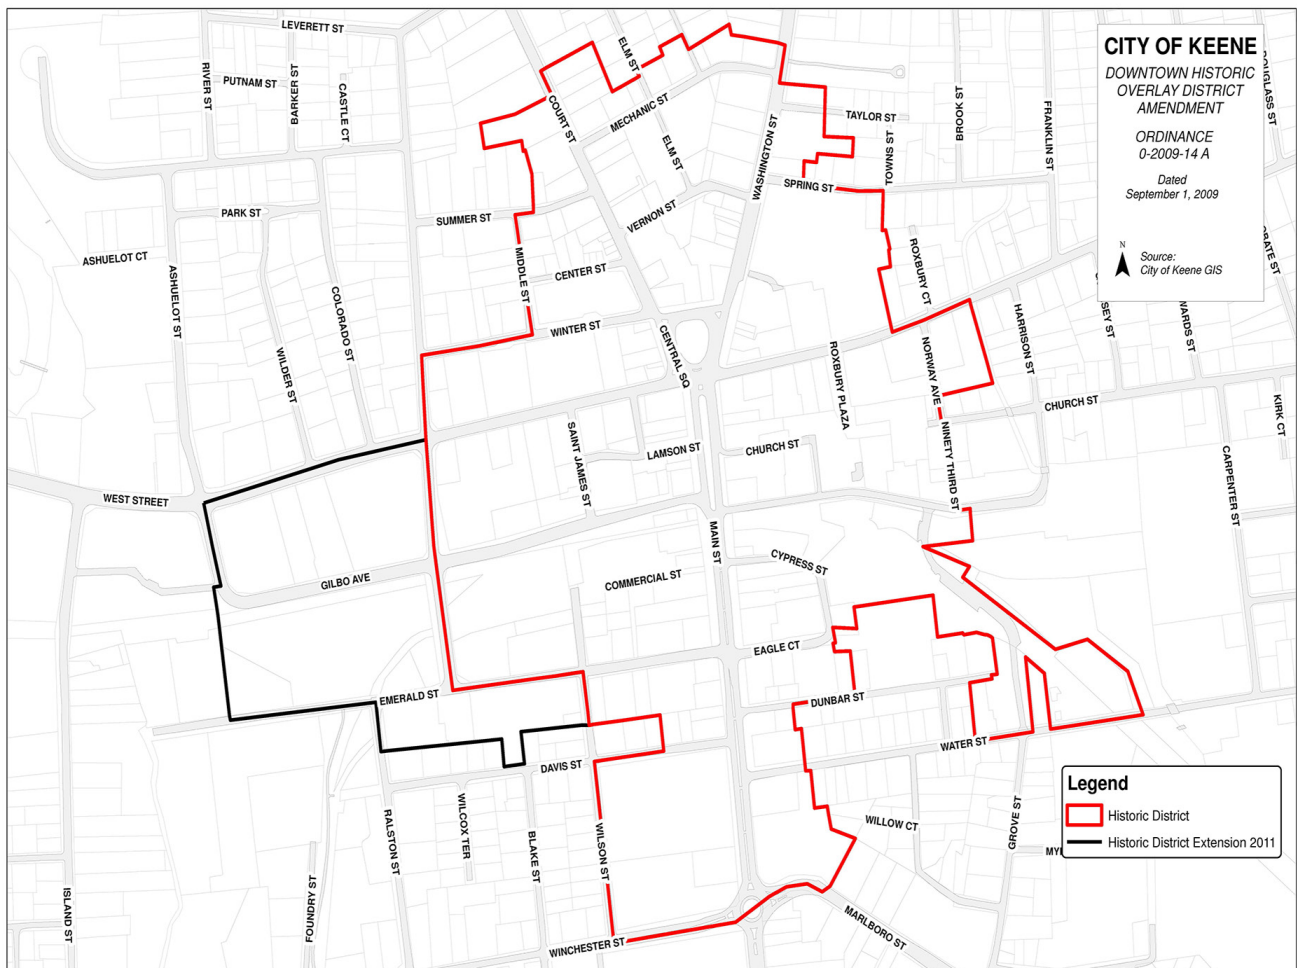 CITY OF KEENE
DOWNTOWN HISTORIC
OVERLAY DISTRICT
AMENDMENT
ORDINANCE
0-2009-14 A
Dated
September 1, 2009
N
Source:
City of Keene GIS
LEVERETT ST
RIVER ST
PUTNAM ST
BARKER ST
CASTLE CT
ELM ST
COURT ST
MECHANIC ST
ELM ST
WASHINGTON ST
TAYLOR ST
TOWNS ST
BROOK ST
FRANKLIN ST
SPRING ST
PARK ST
SUMMER ST
VERNON ST
ASHUELOT CT
ASHUELOT ST
MIDDLE ST
CENTER ST
ROXBURY CT
COLORADO ST
WILDER ST
WINTER ST
CENTRAL SQ
ROXBURY PLAZA
NORWAY AVE
HARRISON ST
CHURCH ST
KIRK CT
SAINT JAMES ST
LAMSON ST
CHURCH ST
NINETY THIRD ST
CARPENTER ST
WEST STREET
MAIN ST
GILBO AVE
COMMERCIAL ST
CYPRESS ST
EAGLE CT
EMERALD ST
DUNBAR ST
WATER ST
DAVIS ST
WILLOW CT
GROVE ST
RALSTON ST
WILCOX TER
BLAKE ST
WILSON ST
ISLAND ST
FOUNDRY ST
WINCHESTER ST
MARLBORO ST
Legend
Historic District
Historic District Extension 2011